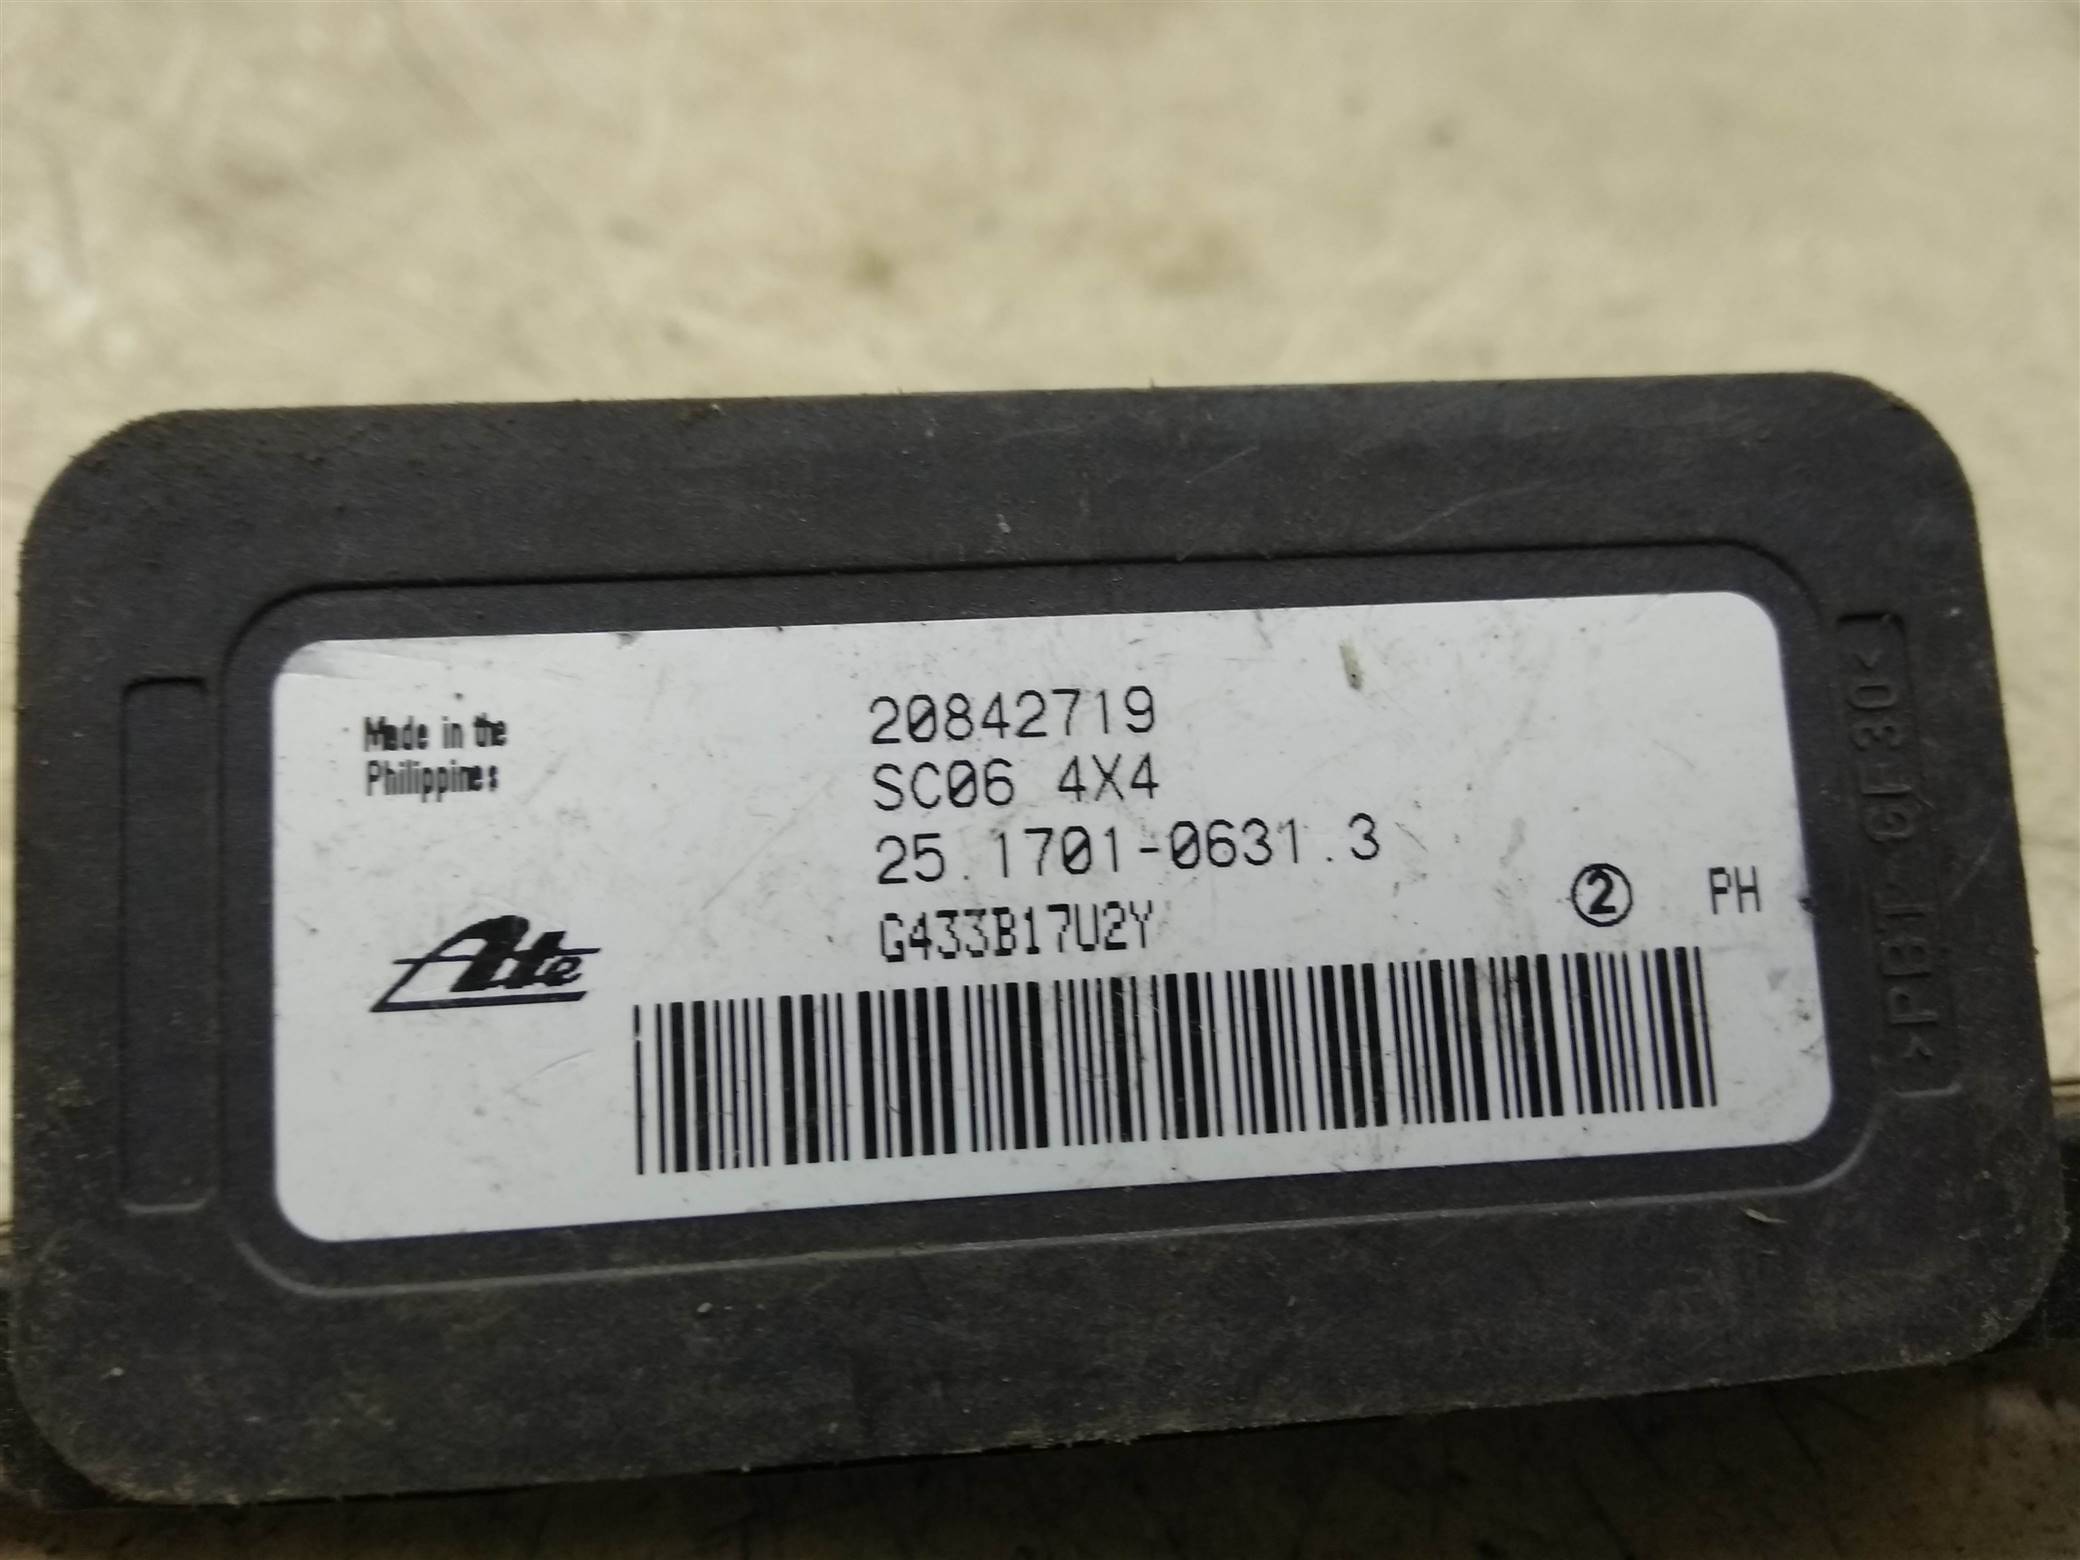 Made in the
Philippines
20842719
SC06 4X4
25.1701-0631.3
G433B17U2Y
② PH
Ate
>PBT GF30<